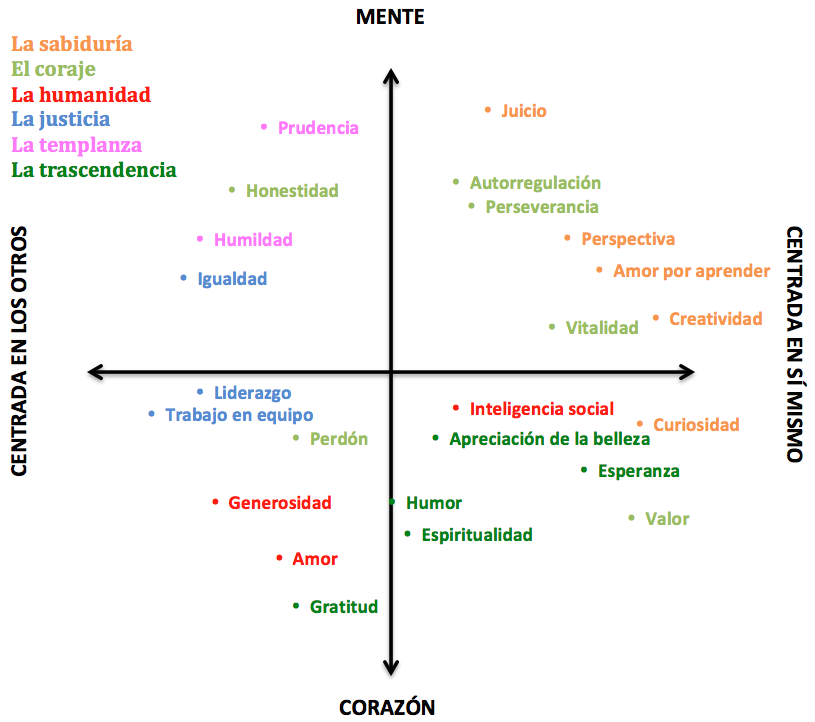 MENTE
La sabiduría
El coraje
La humanidad
La justicia
La templanza
La trascendencia
Juicio
Prudencia
Autorregulación
Honestidad
Perseverancia
Humildad
Perspectiva
Amor por aprender
Igualdad
Creatividad
Vitalidad
CENTRADA EN LOS OTROS
CENTRADA EN SÍ MISMO
Liderazgo
Inteligencia social
Trabajo en equipo
Curiosidad
Perdón
Apreciación de la belleza
Esperanza
Generosidad
Humor
Valor
Espiritualidad
Amor
Gratitud
CORAZÓN